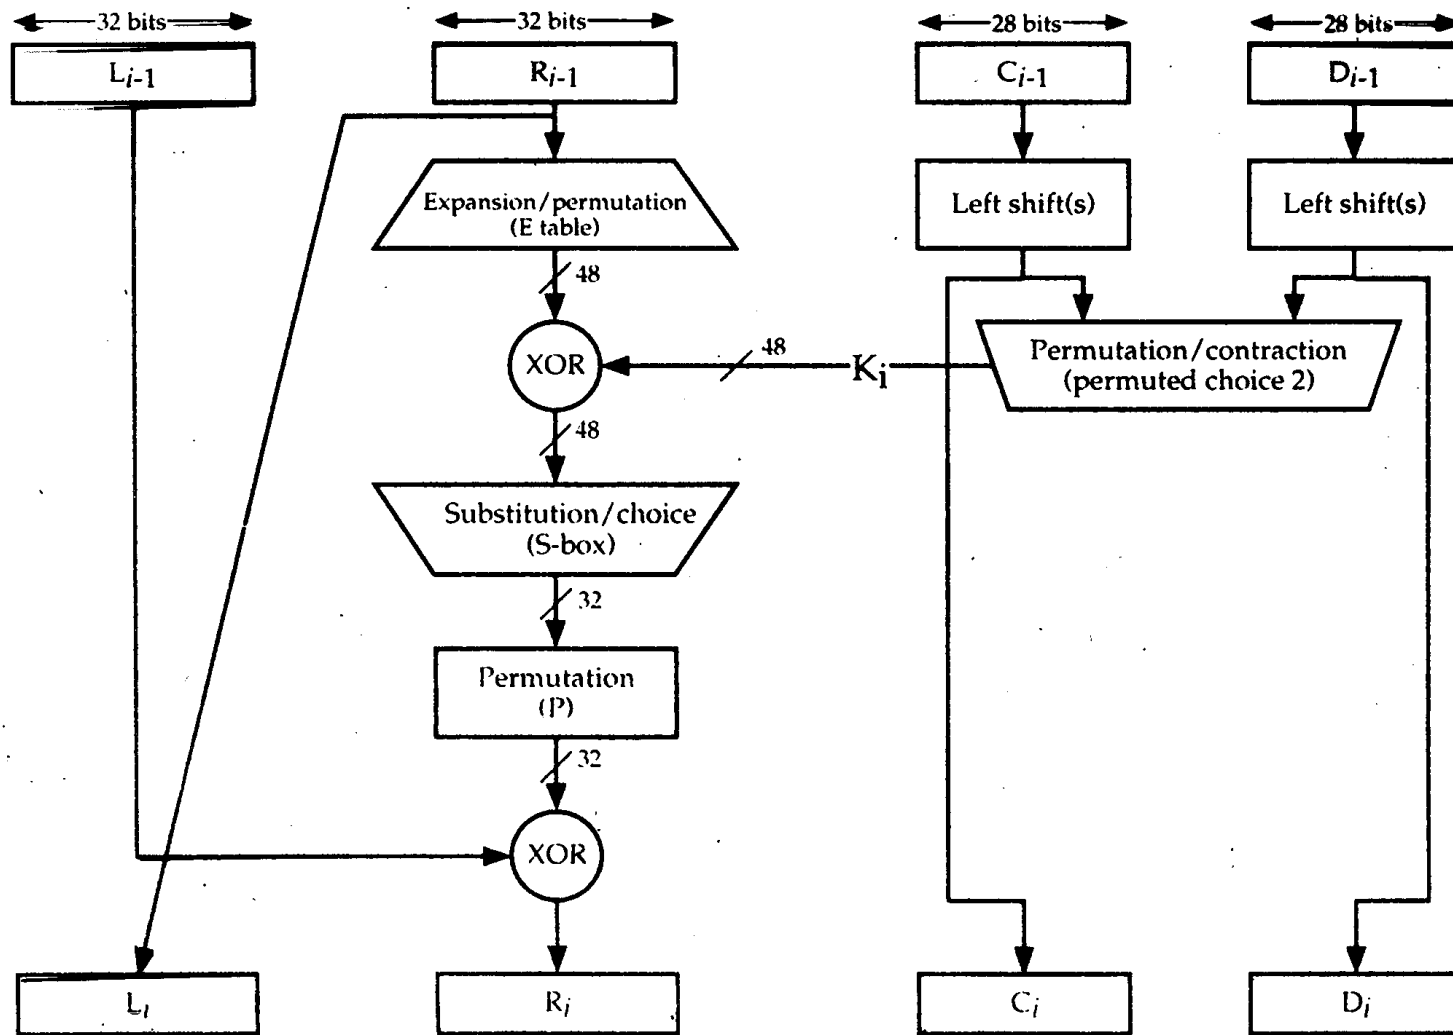 32 bits
32 bits
28 bits
28 bits
Li-1
Ri-1
Ci-1
Di-1
Expansion/permutation
(E table)
Left shift(s)
Left shift(s)
48
XOR
48
Ki
Permutation/contraction
(permuted choice 2)
48
Substitution/choice
(S-box)
32
Permutation
(P)
32
XOR
Li
Ri
Ci
Di